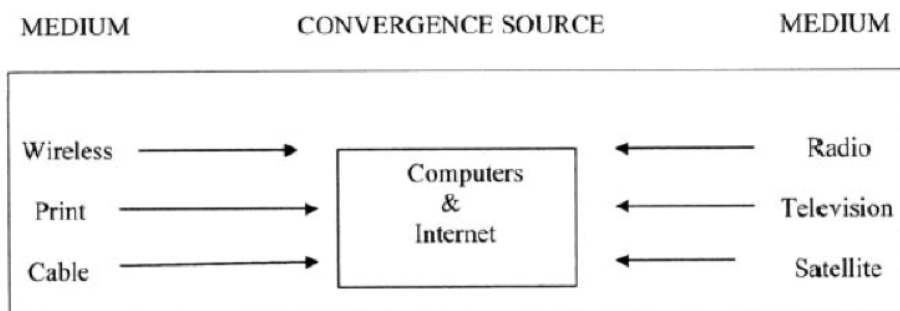 MEDIUM CONVERGENCE SOURCE MEDIUM
Wireless Radio
Computers
&
Print Television
Internet
Cable Satellite